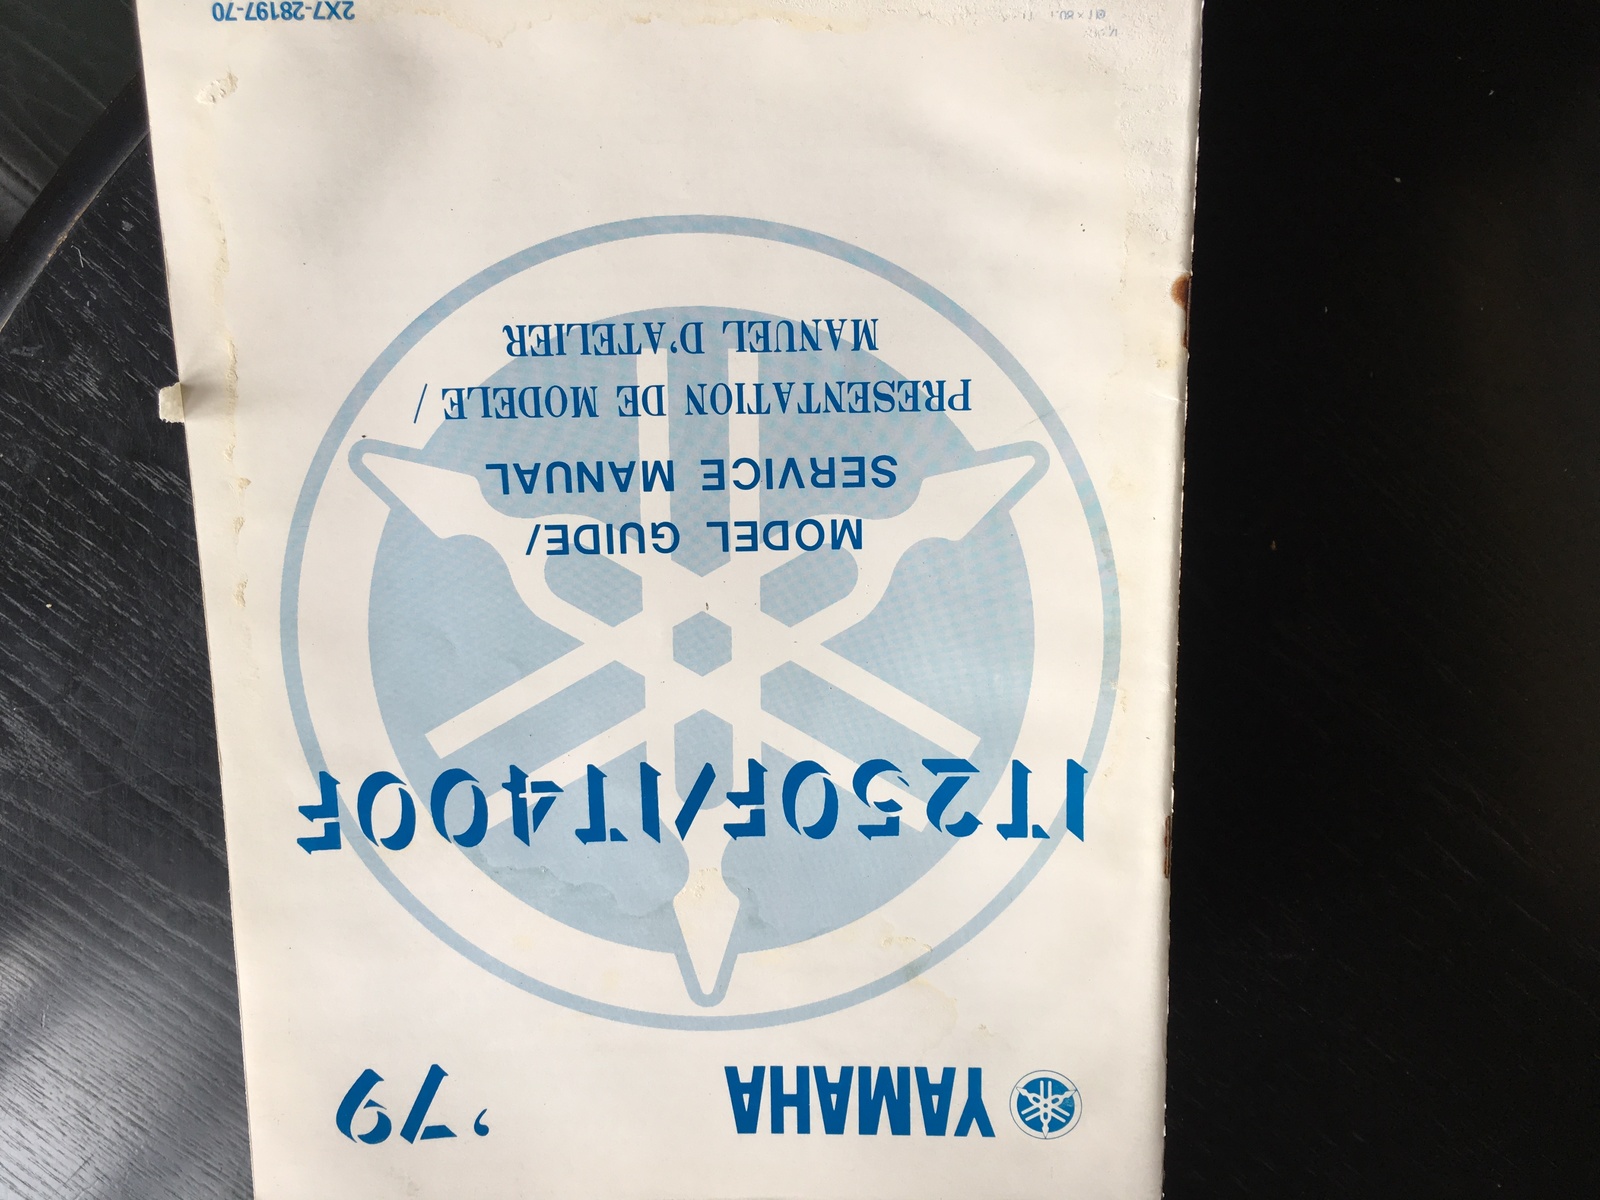 YAMAHA '79
IT250F/IT400F
MODEL GUIDE/
SERVICE MANUAL
PRESENTATION DE MODELE /
MANUEL D'ATELIER
2X7-28197-70